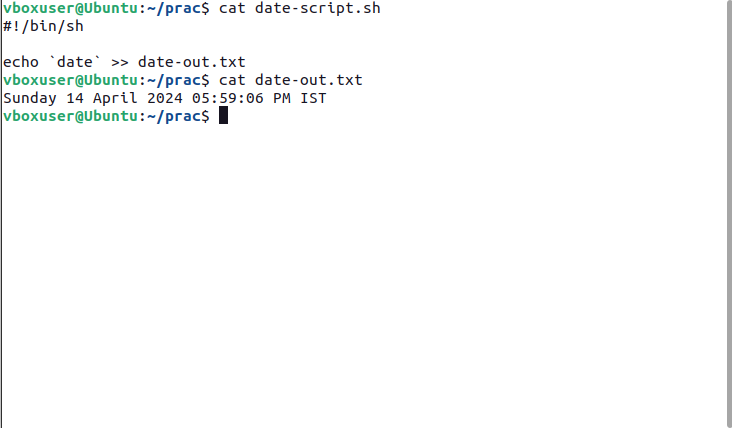 vboxuser@Ubuntu:~/prac$ cat date-script.sh
#!/bin/sh
echo `date` >> date-out.txt
vboxuser@Ubuntu:~/prac$ cat date-out.txt
Sunday 14 April 2024 05:59:06 PM IST
vboxuser@Ubuntu:~/prac$